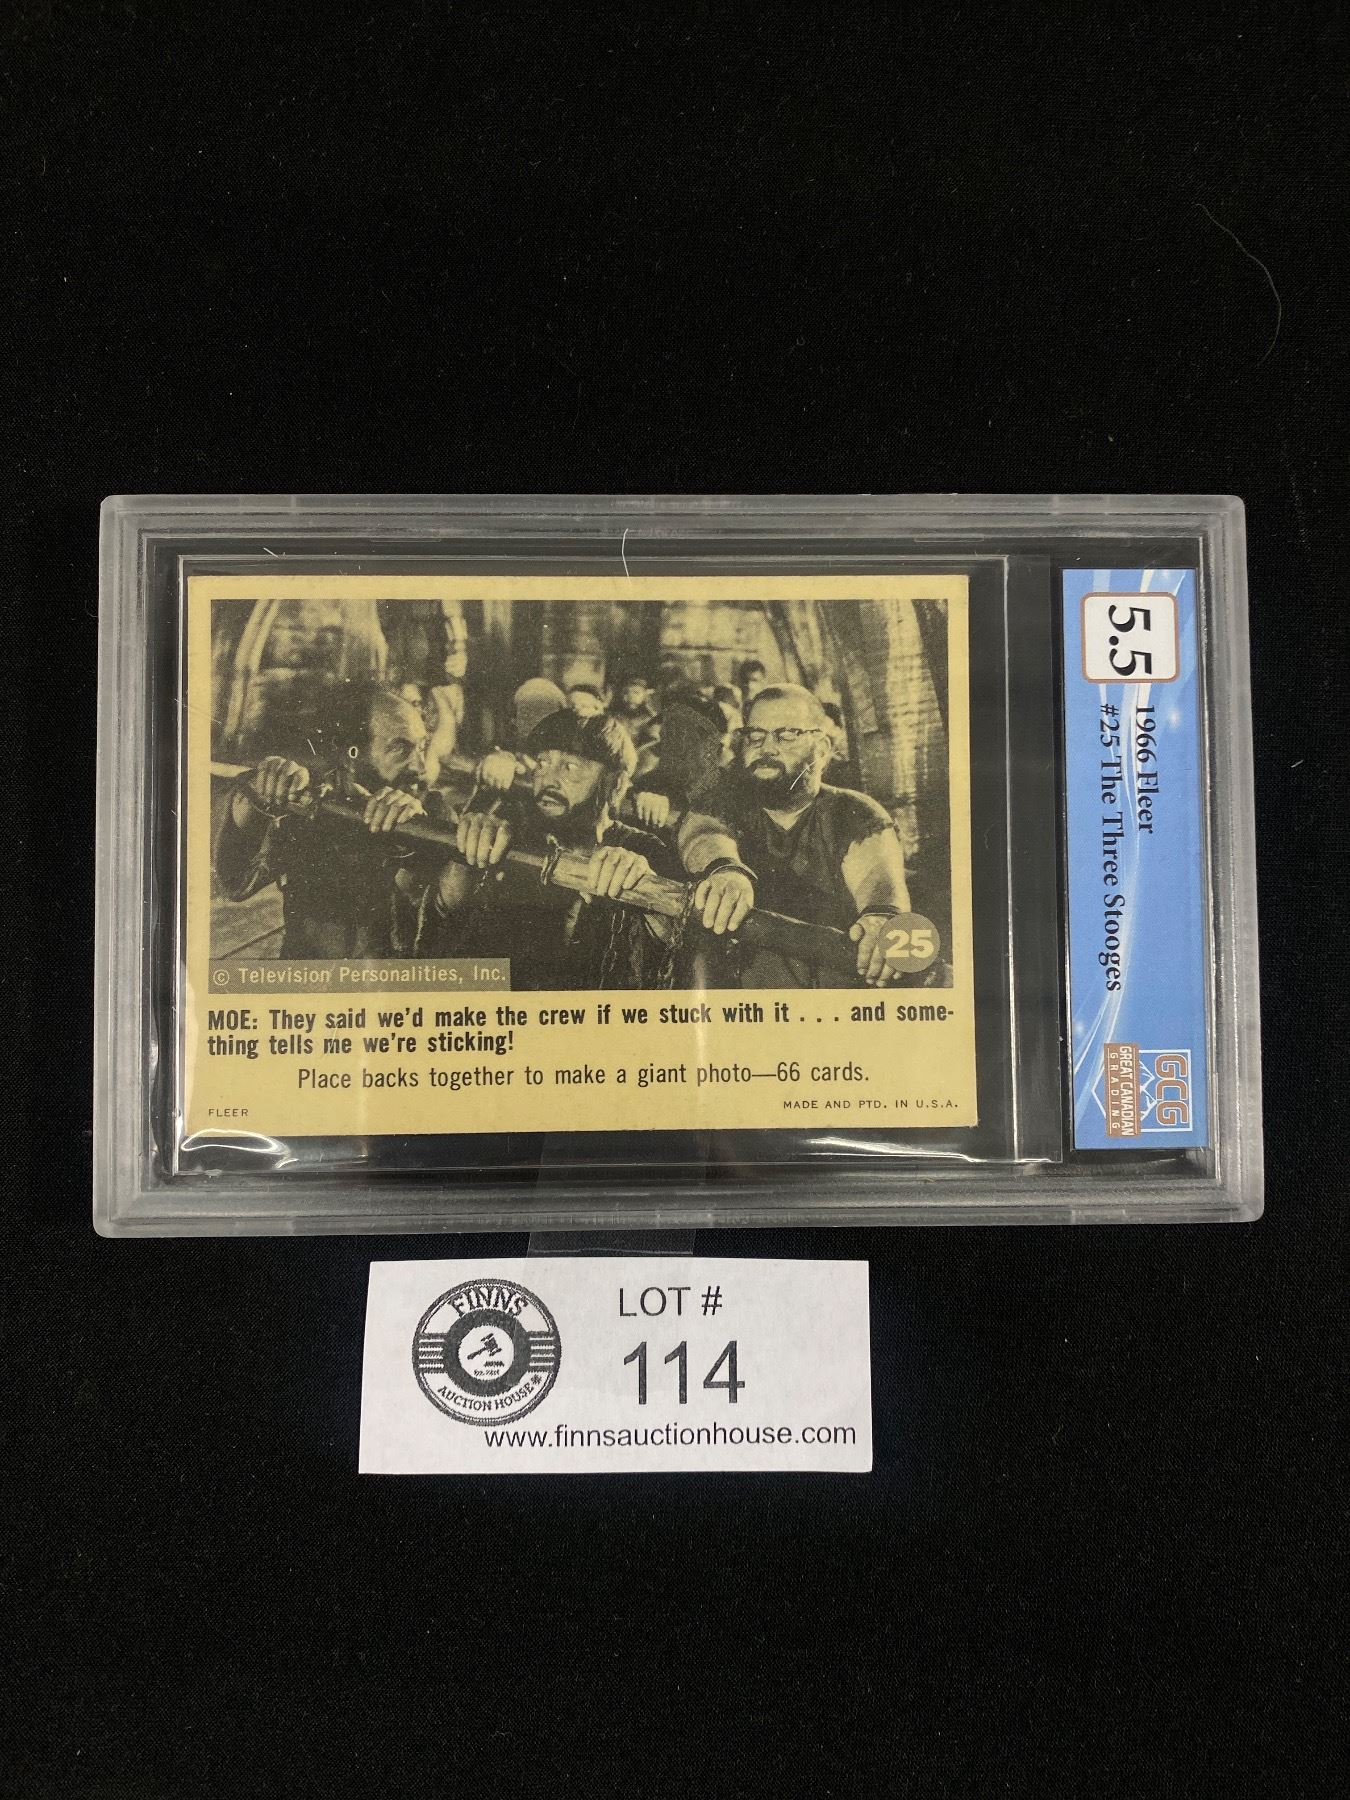 5.5
1966 Fleer
#25 The Three Stooges
GCG
GREAT CANADIAN
GRADING
25
© Television Personalities, Inc.
MOE: They said we'd make the crew if we stuck with it . . . and some-
thing tells me we're sticking!
Place backs together to make a giant photo—66 cards.
FLEER
MADE AND PTD. IN U.S.A.
FINNS
AUCTION HOUSE
LOT #
114
www.finnsauctionhouse.com